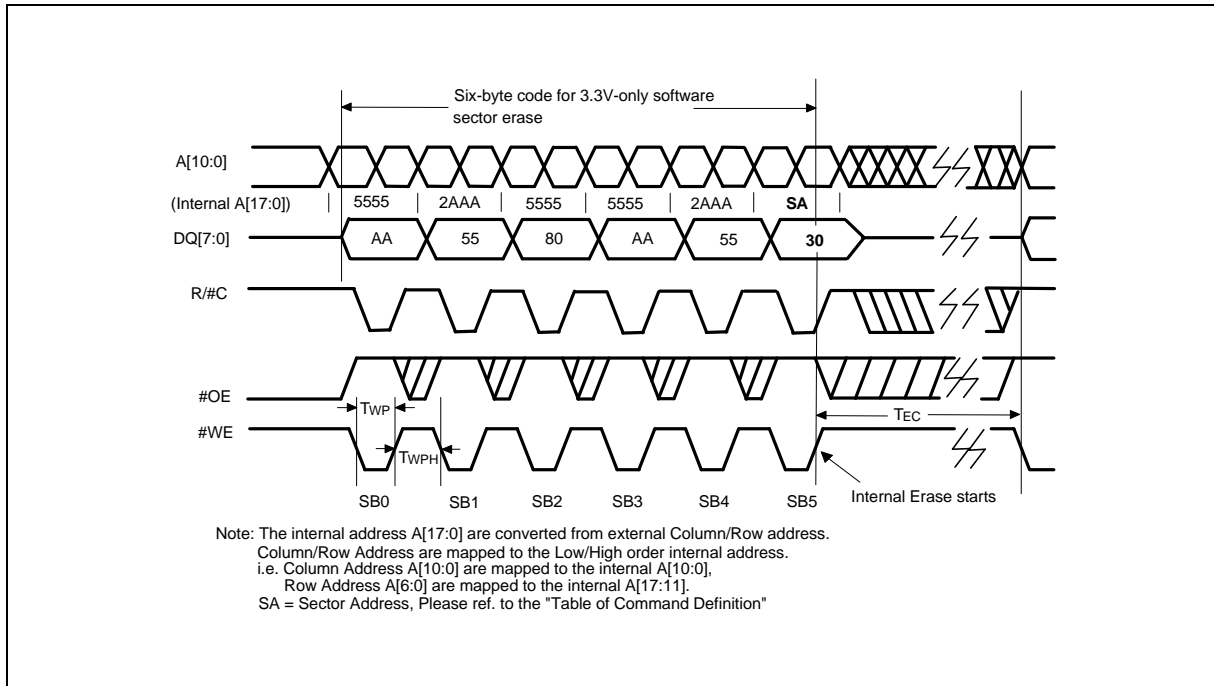 Six-byte code for 3.3V-only software
sector erase
A[10:0]
(Internal A[17:0])
5555 2AAA 5555 5555 2AAA SA
DQ[7:0]
AA 55 80 AA 55 30
R/#C
#OE
TWP
TEC
#WE
TWPH
SB0 SB1 SB2 SB3 SB4 SB5
Internal Erase starts
Note: The internal address A[17:0] are converted from external Column/Row address.
Column/Row Address are mapped to the Low/High order internal address.
i.e. Column Address A[10:0] are mapped to the internal A[10:0],
Row Address A[6:0] are mapped to the internal A[17:11].
SA = Sector Address, Please ref. to the "Table of Command Definition"